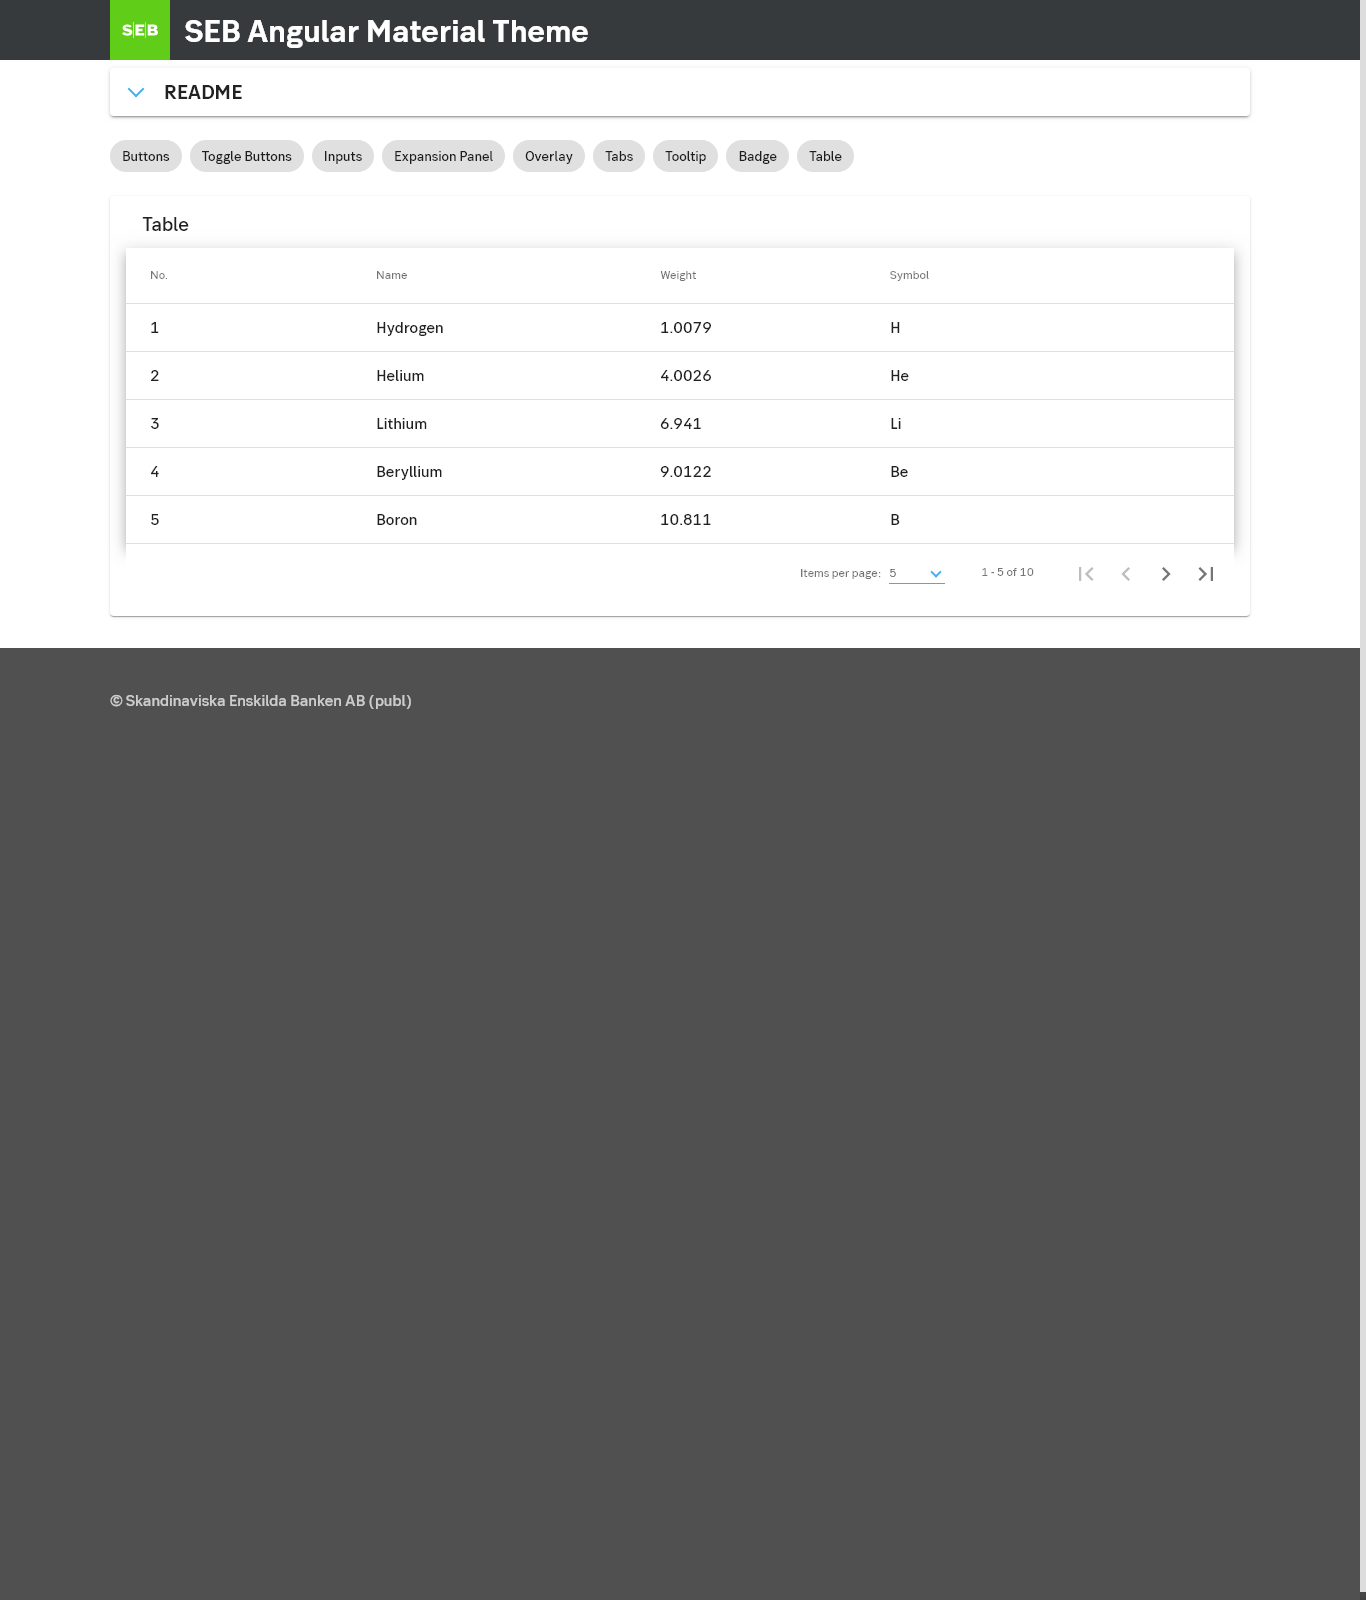 SEB SEB Angular Material Theme
README
Buttons Toggle Buttons Inputs Expansion Panel Overlay Tabs Tooltip Badge Table
Table
No. Name Weight Symbol
1 Hydrogen 1.0079 H
2 Helium 4.0026 He
3 Lithium 6.941 Li
4 Beryllium 9.0122 Be
5 Boron 10.811 B
Items per page: 5 1 - 5 of 10
© Skandinaviska Enskilda Banken AB (publ)